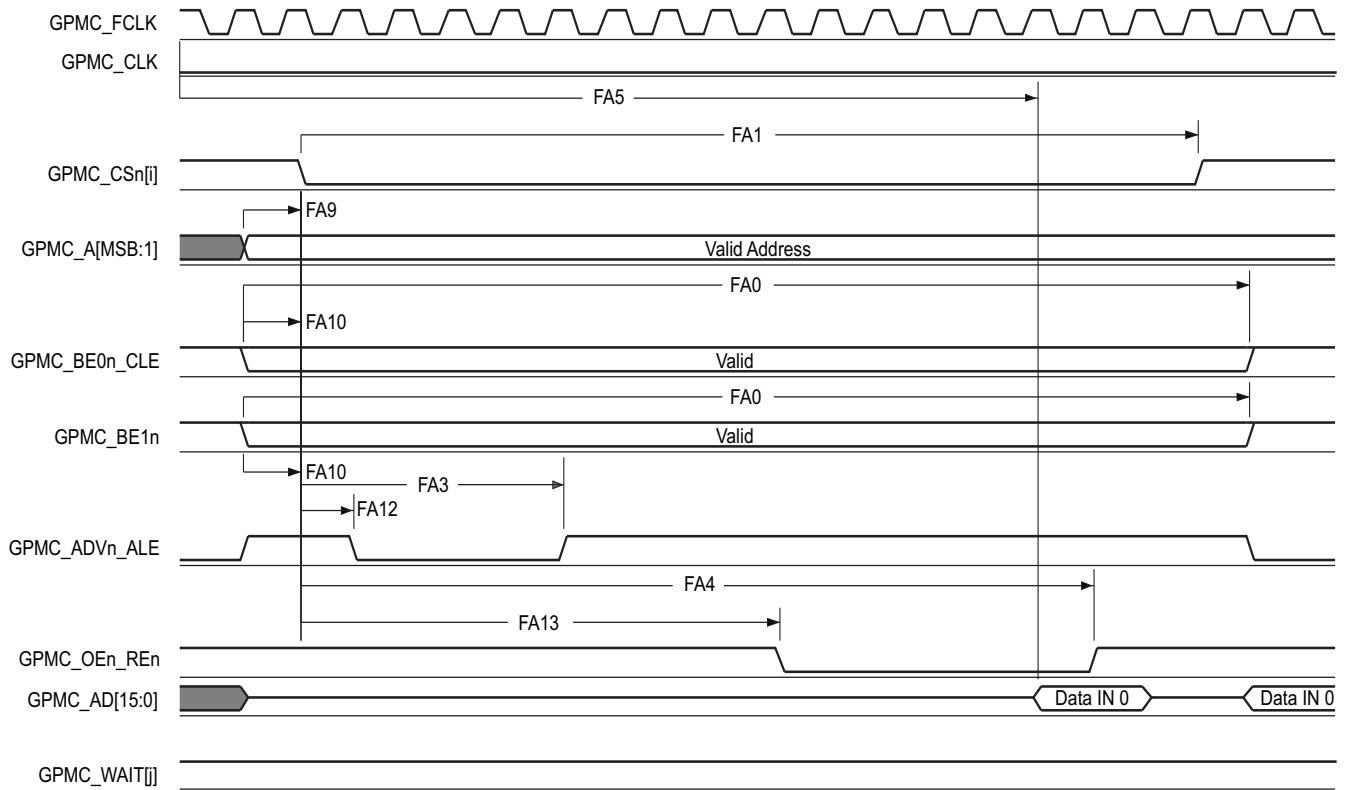 GPMC_FCLK
GPMC_CLK
FA5
FA1
GPMC_CSn[i]
FA9
GPMC_A[MSB:1]
Valid Address
FA0
FA10
GPMC_BE0n_CLE
Valid
FA0
GPMC_BE1n
Valid
FA10
FA3
FA12
GPMC_ADVn_ALE
FA4
FA13
GPMC_OEn_REn
GPMC_AD[15:0]
Data IN 0
Data IN 0
GPMC_WAIT[j]